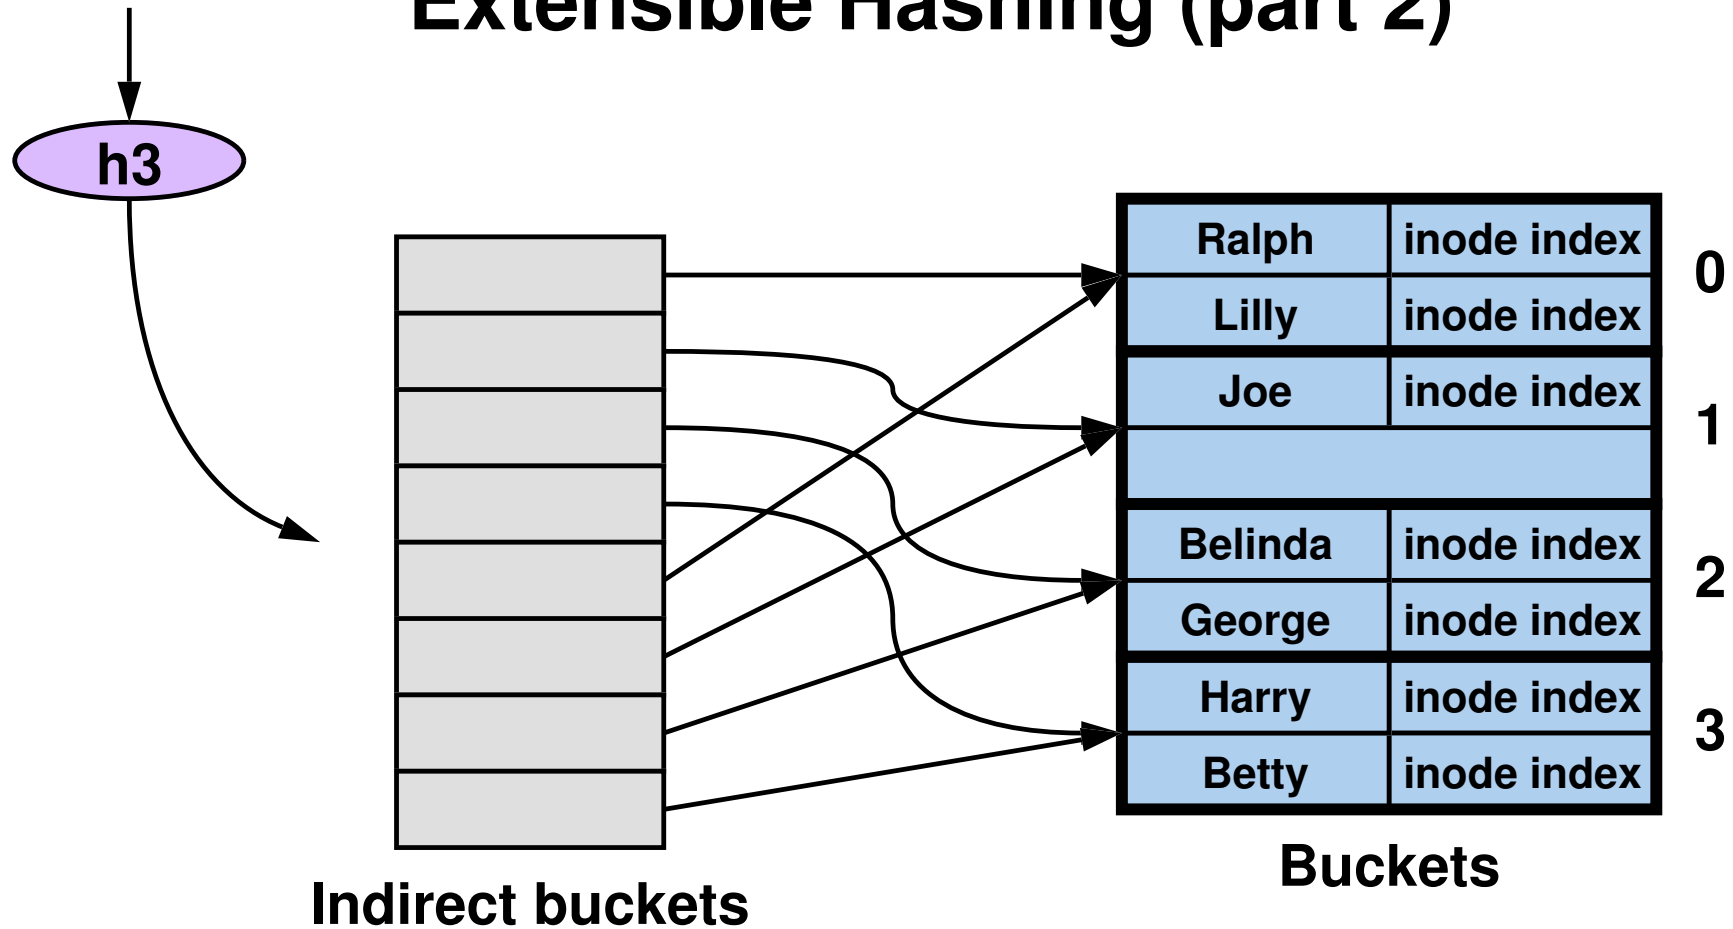 Extensible Hashing (part 2)
h3
Ralph inode index
0
Lilly inode index
Joe inode index
1
Belinda inode index
2
George inode index
Harry inode index
3
Betty inode index
Buckets
Indirect buckets